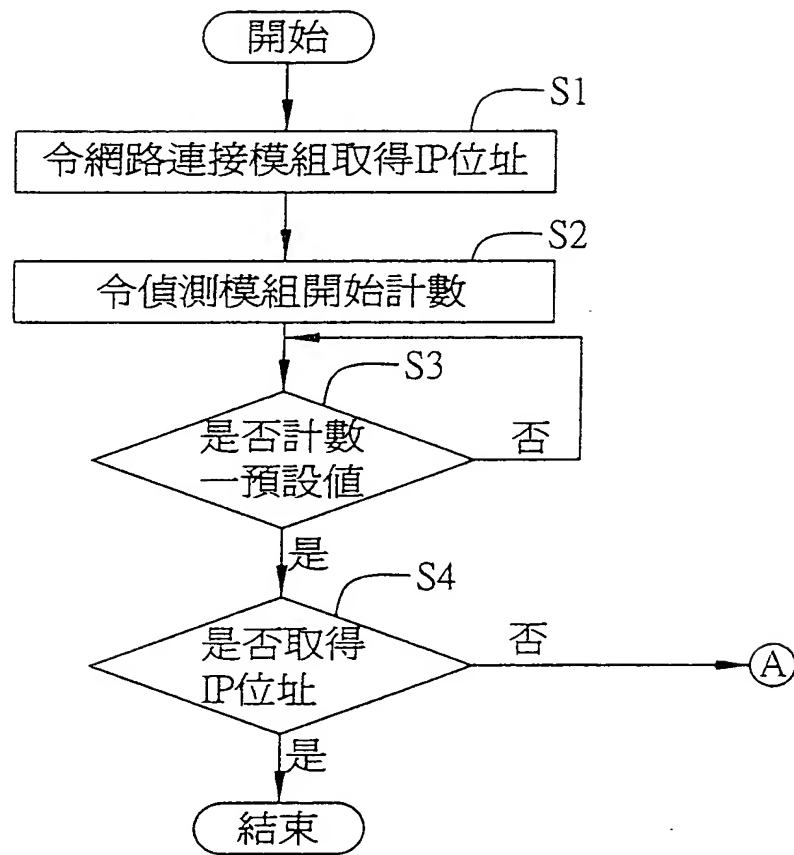 開始
S1
令網路連接模組取得IP位址
S2
令偵測模組開始計數
S3
是否計數
一預設值
否
是
S4
是否取得
IP位址
否
A
是
結束